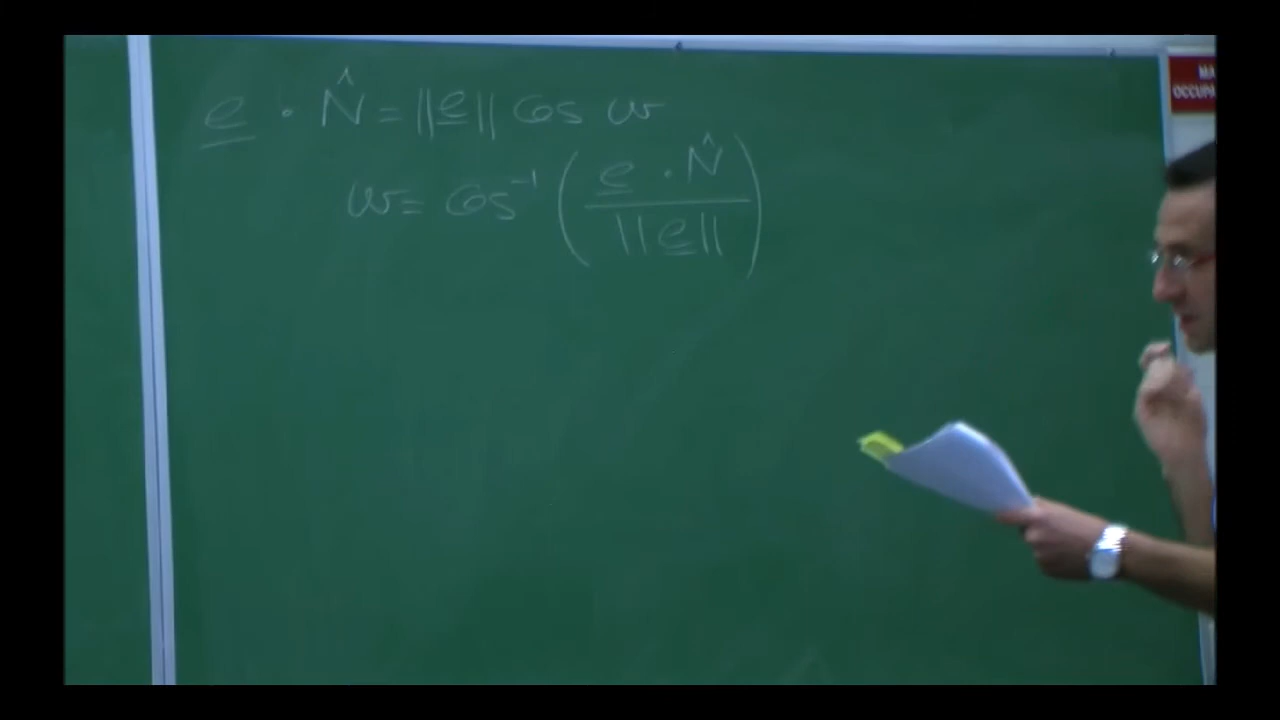 e · N̂ = ||e|| cos w
w = cos⁻¹ ( e · N̂ / ||e|| )